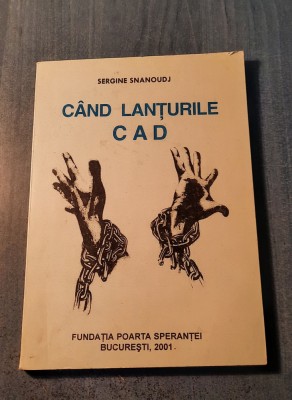 SERGINE SNANOUDJ
CÂND LANȚURILE
CAD
FUNDAȚIA POARTA SPERANȚEI
BUCUREȘTI, 2001